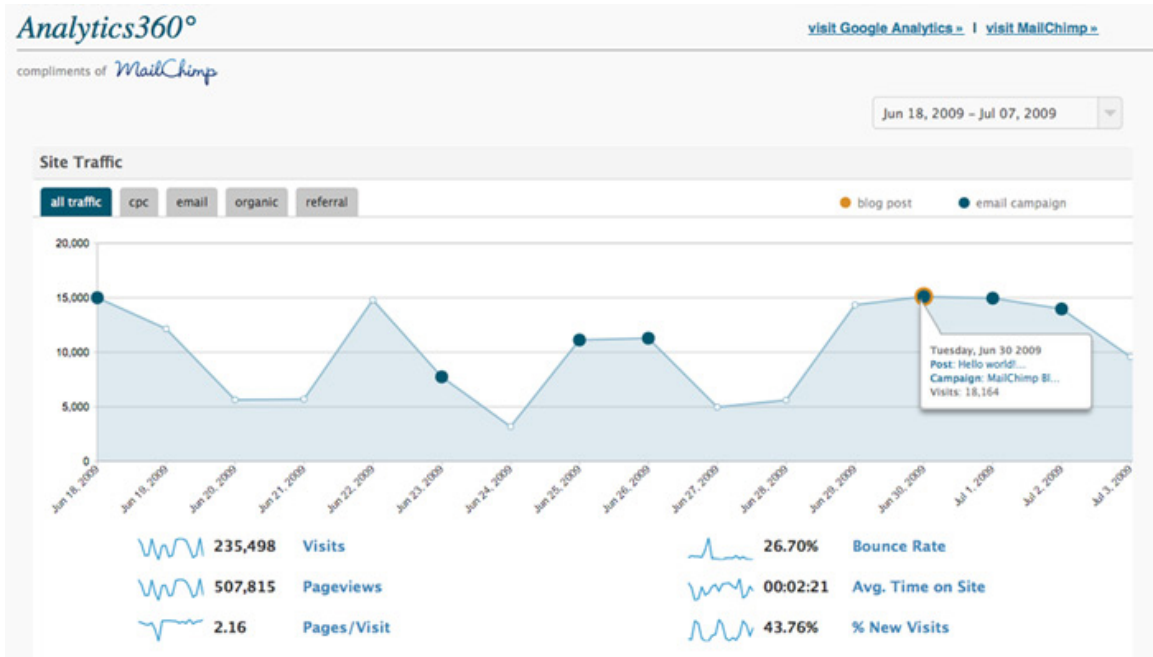 Analytics360°
visit Google Analytics » | visit MailChimp »
compliments of MailChimp
Jun 18, 2009 – Jul 07, 2009
Site Traffic
all traffic cpc email organic referral
blog post email campaign
20,000
15,000
10,000
5,000
0
Tuesday, Jun 30 2009
Post: Hello world!...
Campaign: MailChimp Bl...
Visits: 18,164
Jun 18, 2009 Jun 19, 2009 Jun 20, 2009 Jun 21, 2009 Jun 22, 2009 Jun 23, 2009 Jun 24, 2009 Jun 25, 2009 Jun 26, 2009 Jun 27, 2009 Jun 28, 2009 Jun 29, 2009 Jun 30, 2009 Jul 1, 2009 Jul 2, 2009 Jul 3, 2009
235,498 Visits
26.70% Bounce Rate
507,815 Pageviews
00:02:21 Avg. Time on Site
2.16 Pages/Visit
43.76% % New Visits